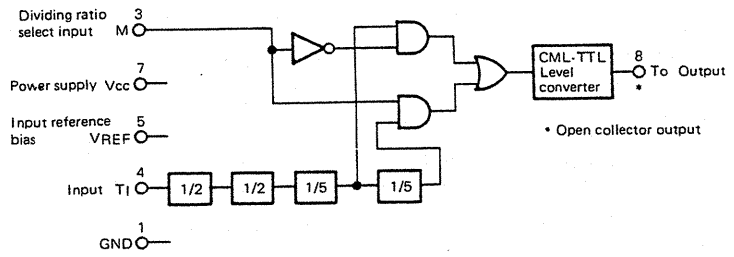 Dividing ratio
select input
3
M
7
Power supply Vcc
Input reference
bias
5
VREF
4
Input TI
1/2
1/2
1/5
1/5
1
GND
CML-TTL
Level
converter
8
To Output
*
* Open collector output